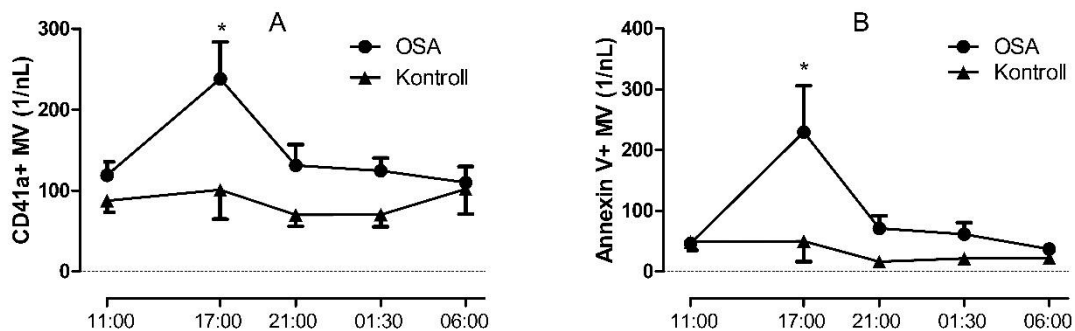 A
*
OSA
Kontroll
CD41a+ MV (1/nL)
300
200
100
0
11:00 17:00 21:00 01:30 06:00
B
*
OSA
Kontroll
Annexin V+ MV (1/nL)
400
300
200
100
0
11:00 17:00 21:00 01:30 06:00